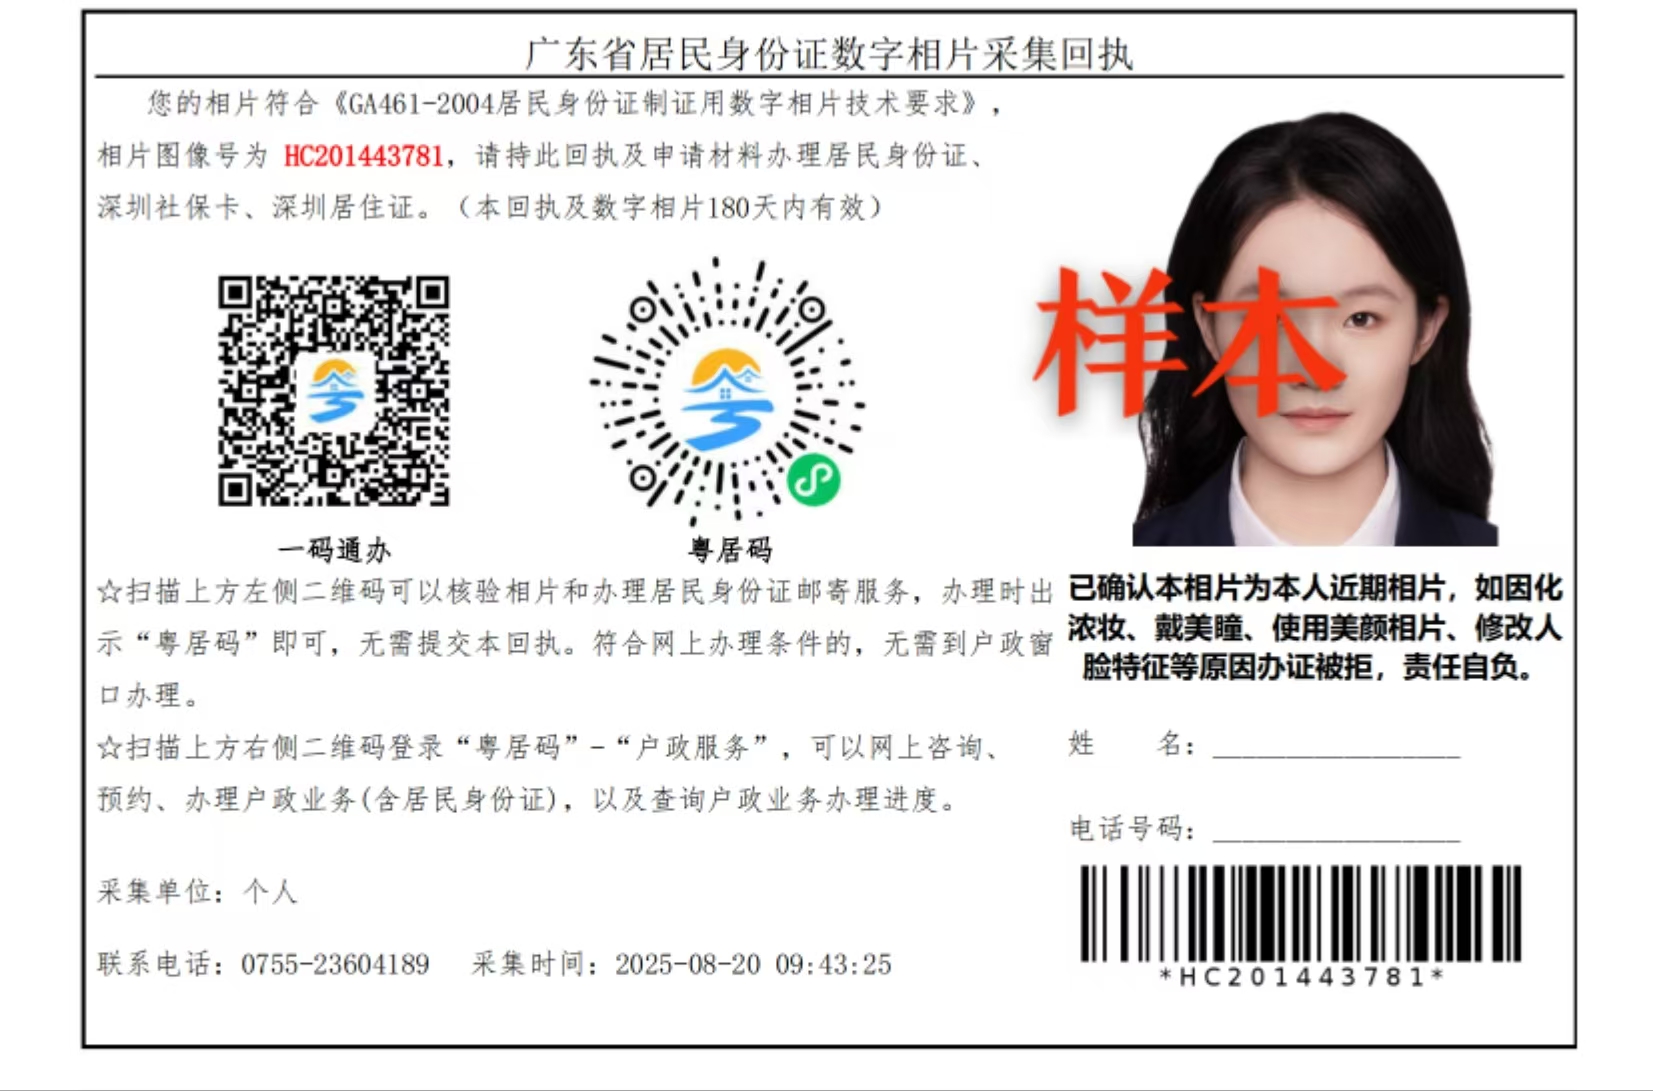 广东省居民身份证数字相片采集回执
您的相片符合《GA461-2004居民身份证制证用数字相片技术要求》，
相片图像号为 HC201443781，请持此回执及申请材料办理居民身份证、
深圳社保卡、深圳居住证。（本回执及数字相片180天内有效）
样本
一码通办
粤居码
☆扫描上方左侧二维码可以核验相片和办理居民身份证邮寄服务，办理时出
示“粤居码”即可，无需提交本回执。符合网上办理条件的，无需到户政窗
口办理。
☆扫描上方右侧二维码登录“粤居码”-“户政服务”，可以网上咨询、
预约、办理户政业务(含居民身份证)，以及查询户政业务办理进度。
采集单位：个人
联系电话：0755-23604189 采集时间：2025-08-20 09:43:25
已确认本相片为本人近期相片，如因化
浓妆、戴美瞳、使用美颜相片、修改人
脸特征等原因办证被拒，责任自负。
姓 名：_________________
电话号码：_________________
*HC201443781*